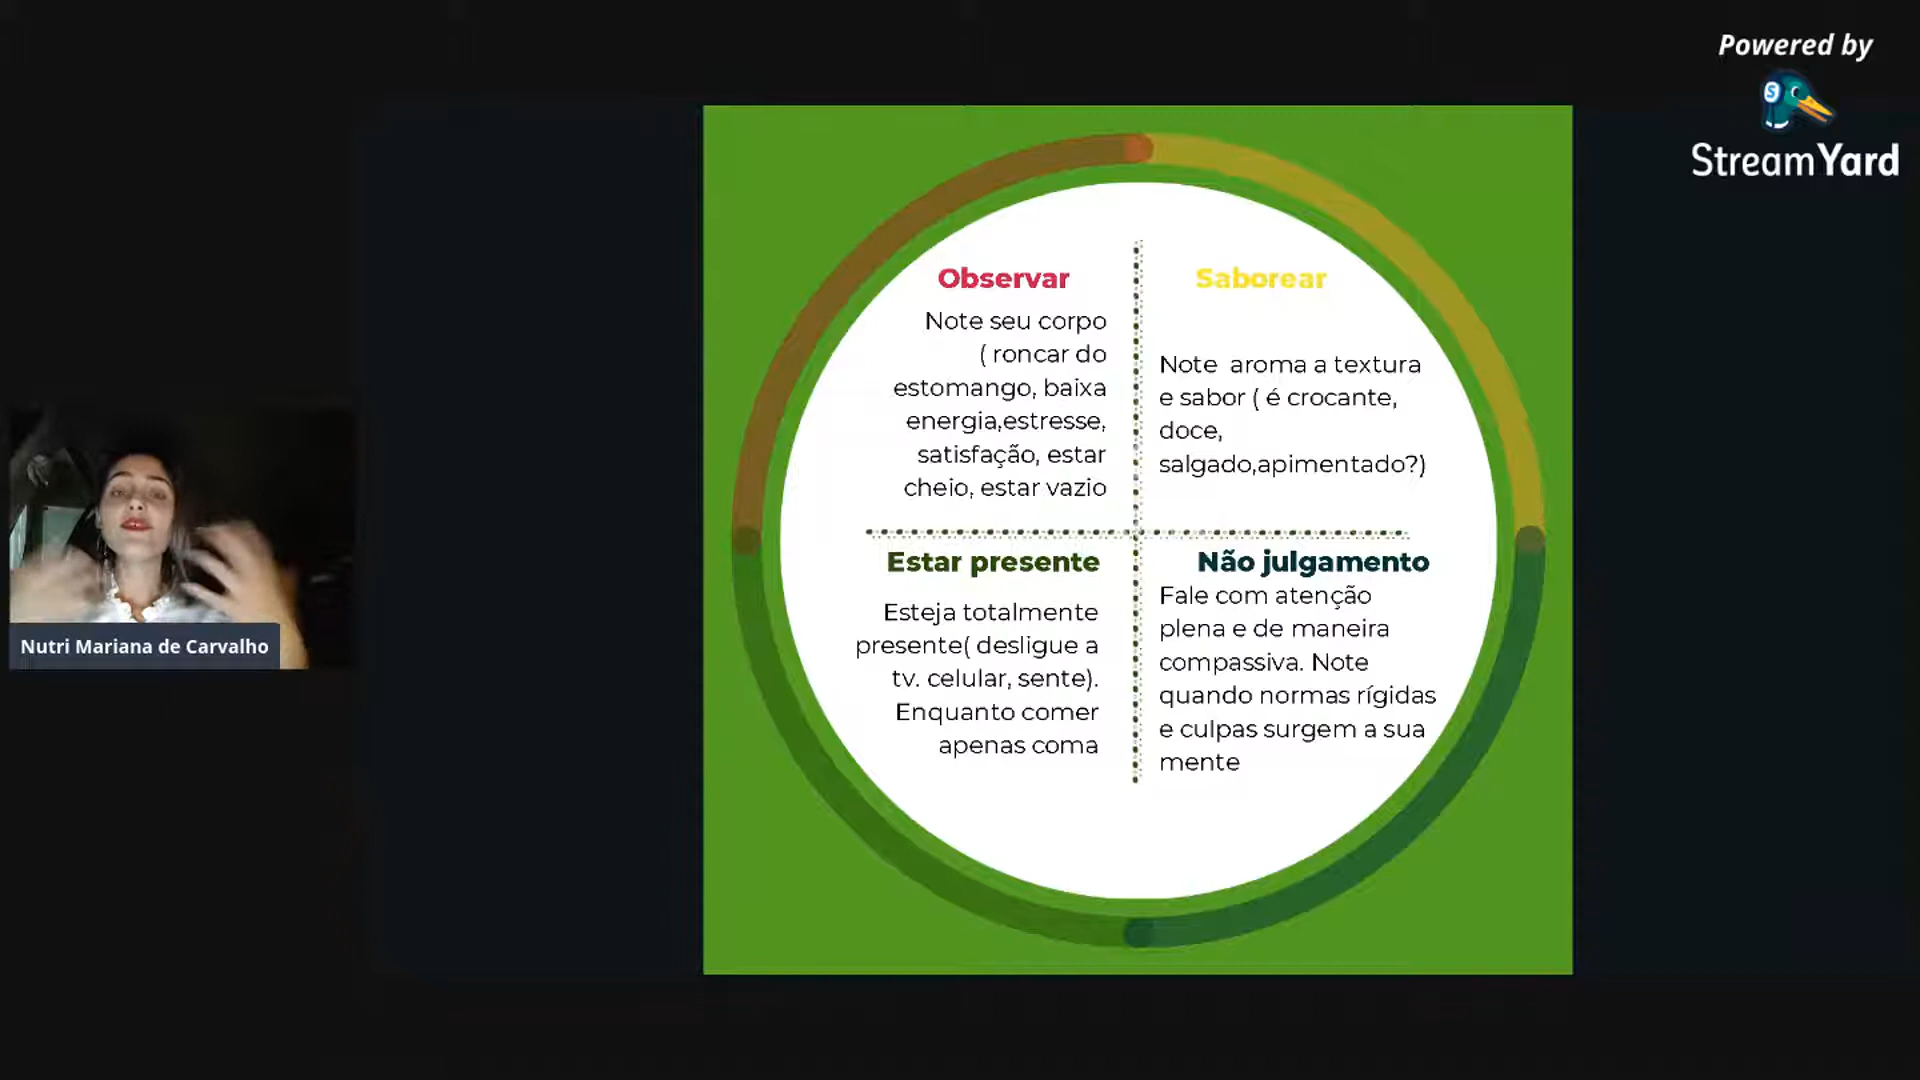 Powered by
StreamYard
Observar
Note seu corpo
( roncar do
estomango, baixa
energia,estresse,
satisfação, estar
cheio, estar vazio
Saborear
Note aroma a textura
e sabor ( é crocante,
doce,
salgado,apimentado?)
Estar presente
Esteja totalmente
presente( desligue a
tv. celular, sente).
Enquanto comer
apenas coma
Não julgamento
Fale com atenção
plena e de maneira
compassiva. Note
quando normas rígidas
e culpas surgem a sua
mente
Nutri Mariana de Carvalho